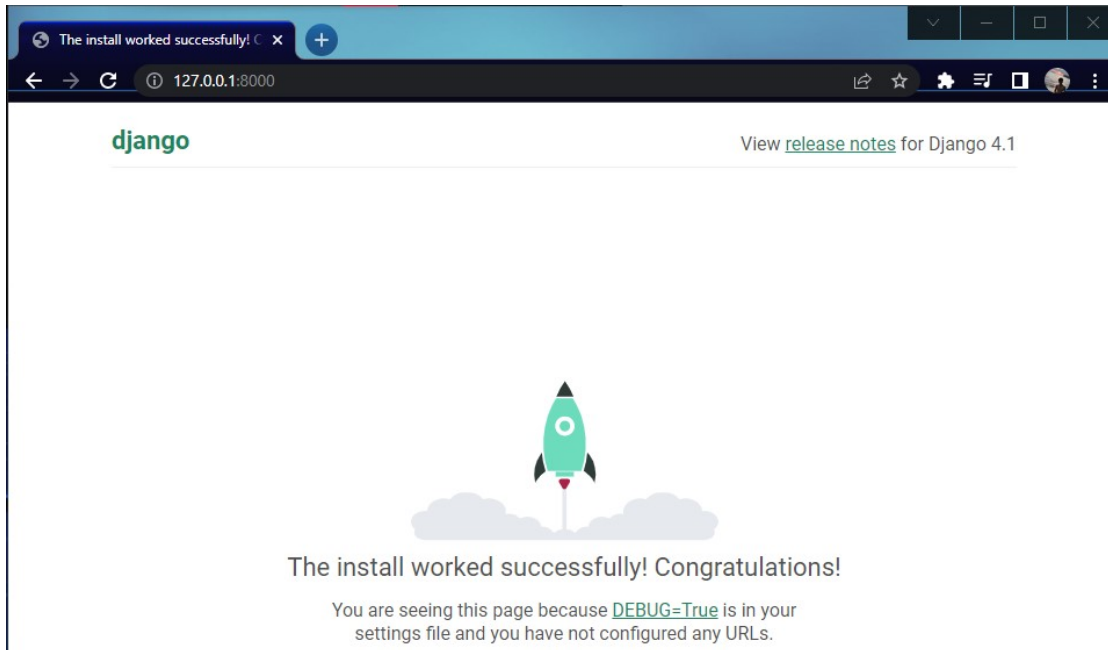 The install worked successfully! C
127.0.0.1:8000
django
View release notes for Django 4.1
The install worked successfully! Congratulations!
You are seeing this page because DEBUG=True is in your
settings file and you have not configured any URLs.